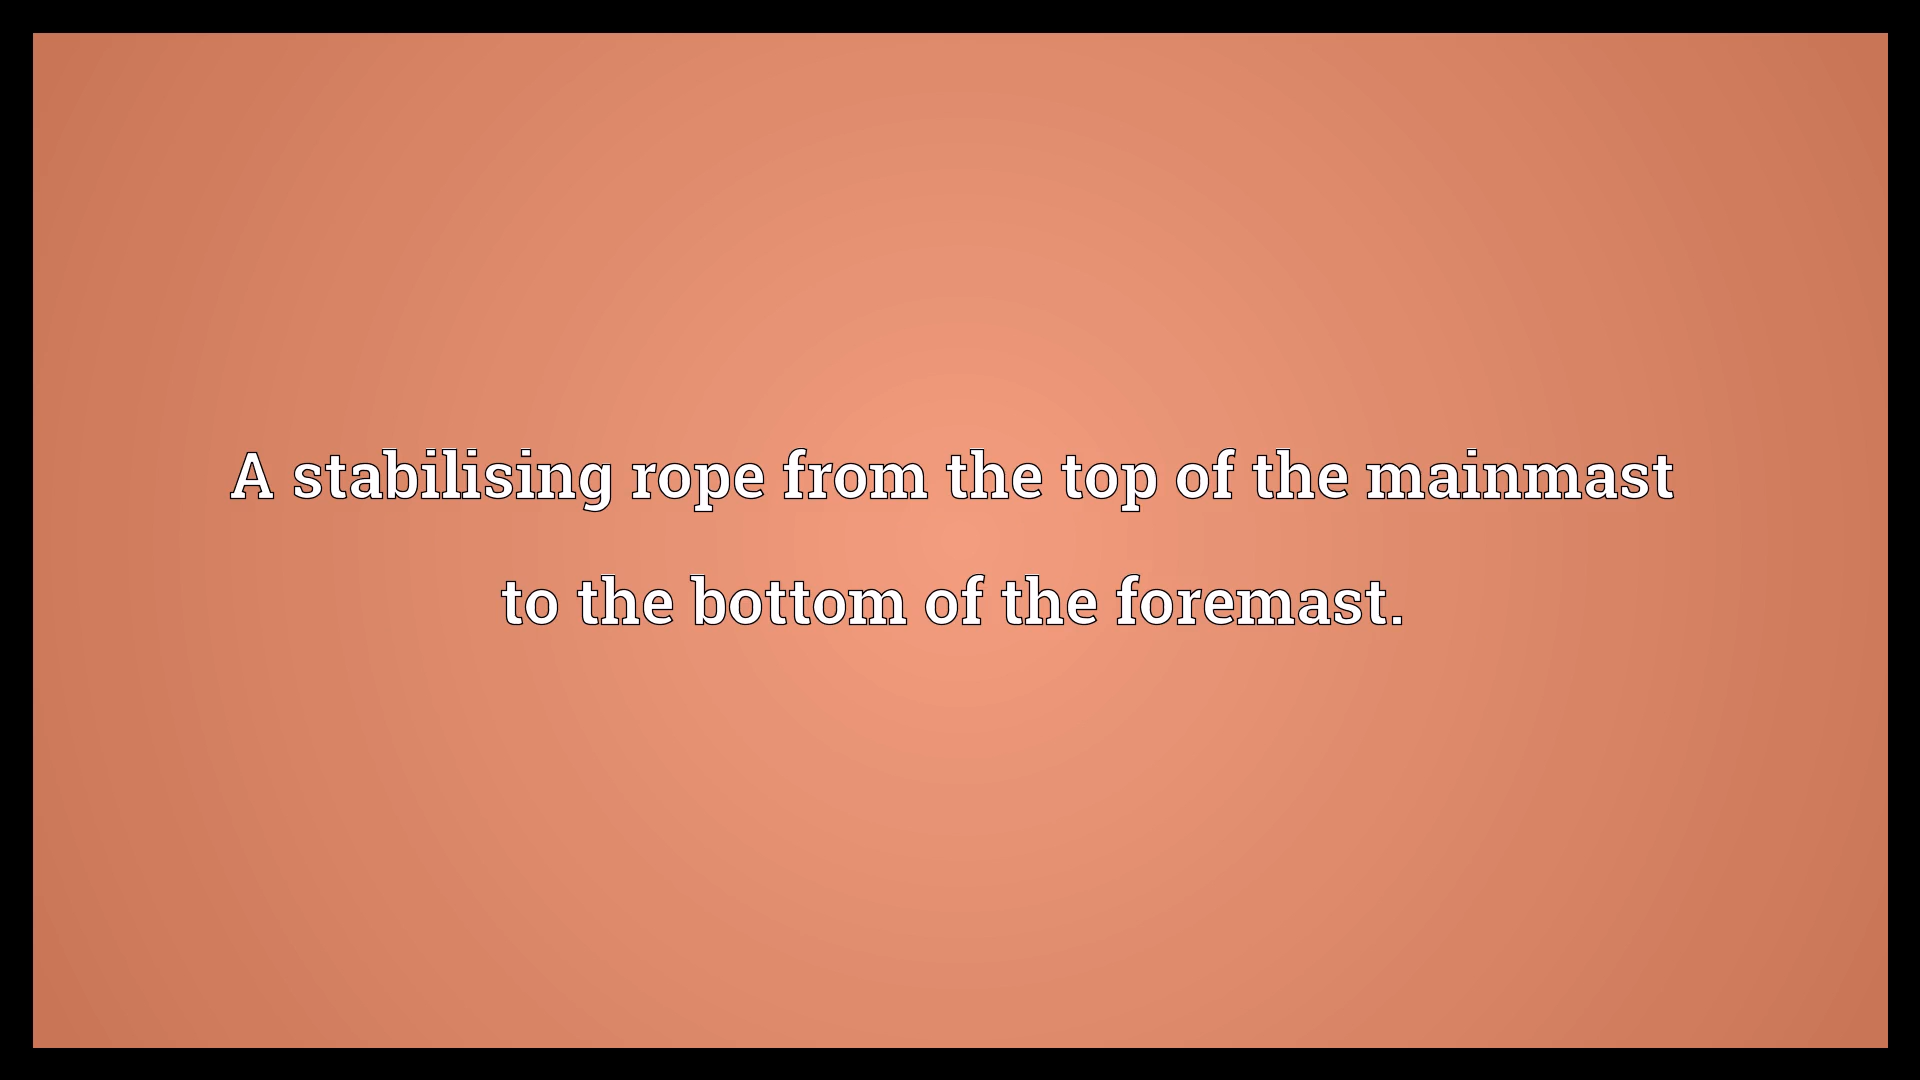 A stabilising rope from the top of the mainmast
to the bottom of the foremast.